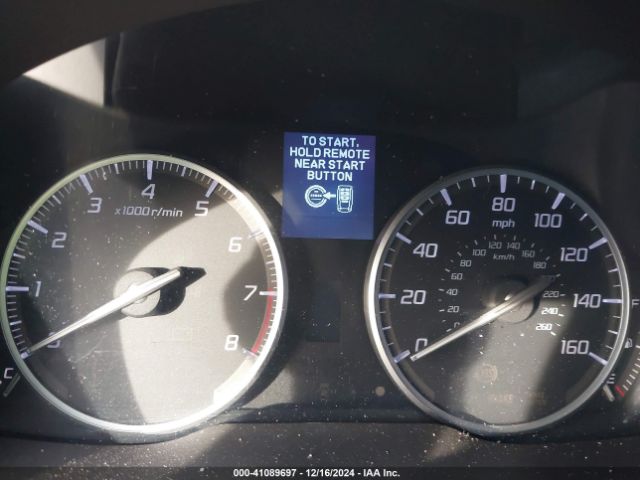 TO START,
HOLD REMOTE
NEAR START
BUTTON
x1000r/min
1
2
3
4
5
6
7
8
C
mph
0
20
40
60
80
100
120
140
160
km/h
0
20
40
60
80
100
120
140
160
180
220
240
260
F
E
000-41089697 - 12/16/2024 - IAA Inc.